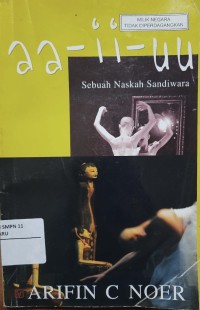 MILIK NEGARA
TIDAK DIPERDAGANGKAN
aa-ii-uu
Sebuah Naskah Sandiwara
SMPN 11
ARIFIN C NOER